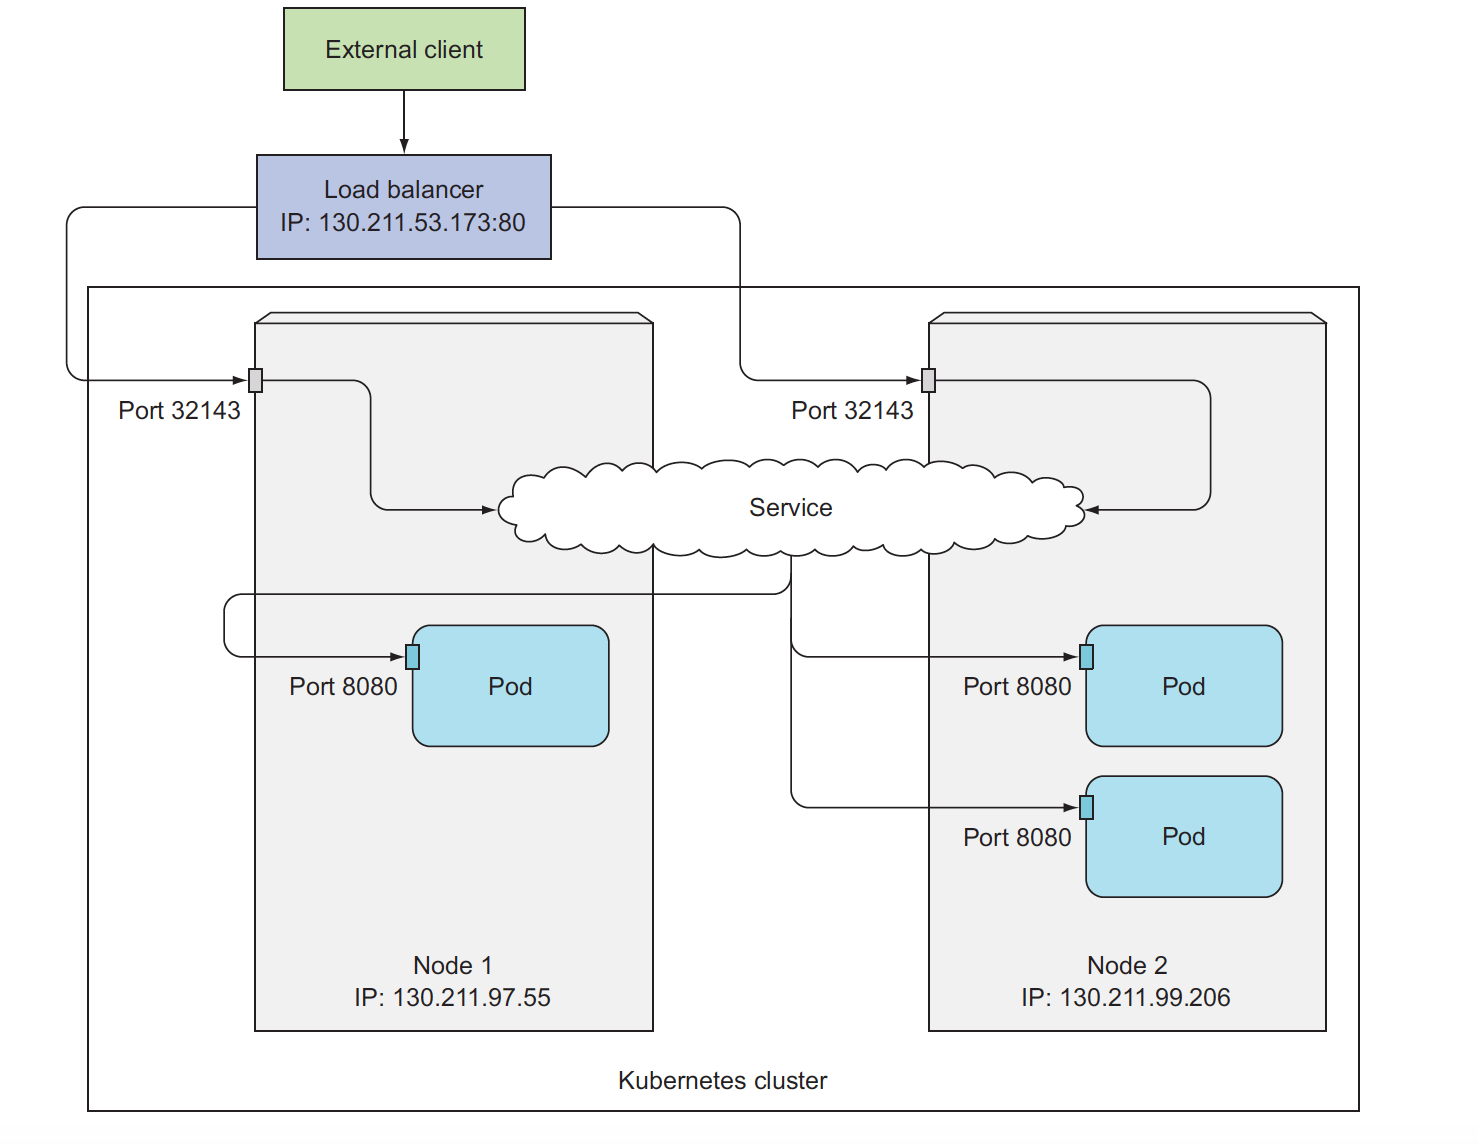 External client
Load balancer
IP: 130.211.53.173:80
Port 32143
Port 32143
Service
Port 8080
Pod
Port 8080
Pod
Port 8080
Pod
Node 1
IP: 130.211.97.55
Node 2
IP: 130.211.99.206
Kubernetes cluster